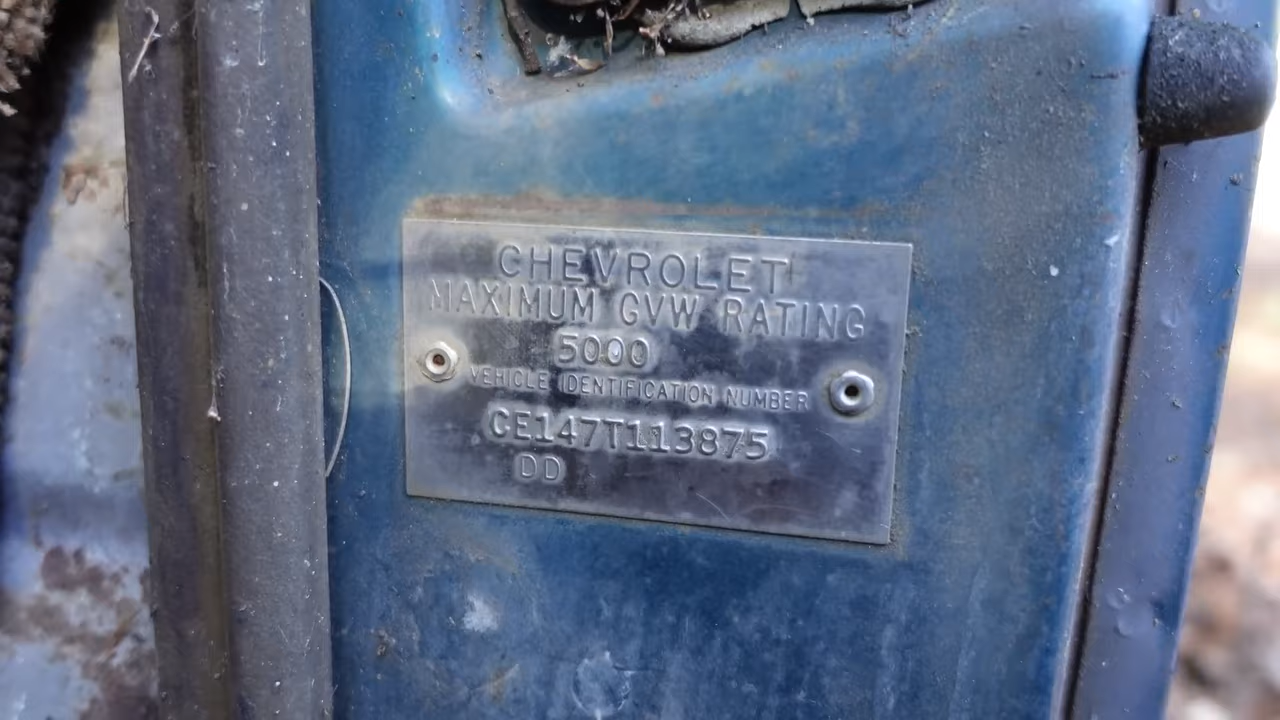 CHEVROLET
MAXIMUM GVW RATING
5000
VEHICLE IDENTIFICATION NUMBER
CE147T113875
DD